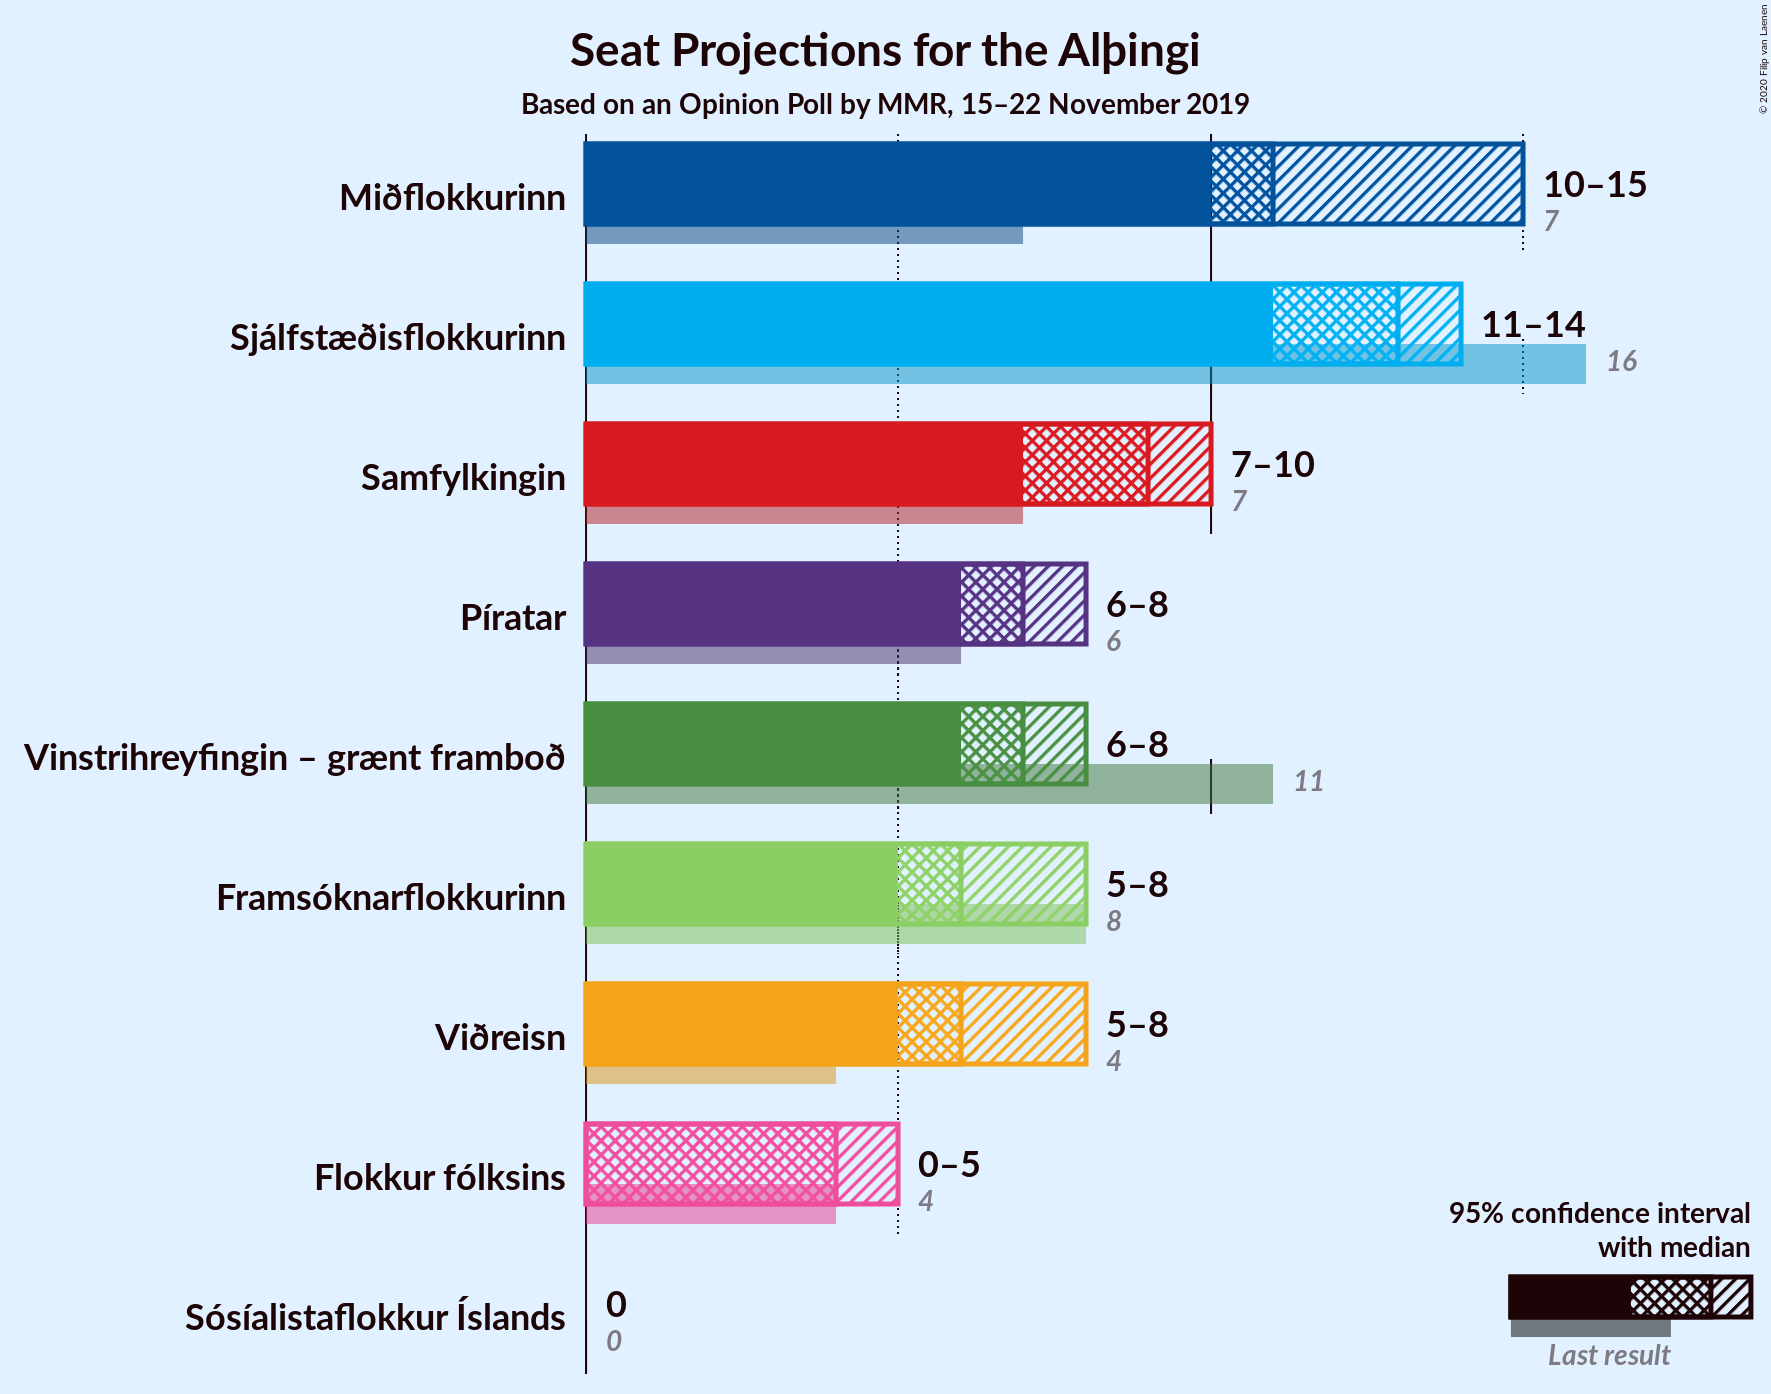 Seat Projections for the Alþingi
Based on an Opinion Poll by MMR, 15–22 November 2019
© 2020 Filip van Laenen
Miðflokkurinn
10–15
7
Sjálfstæðisflokkurinn
11–14
16
Samfylkingin
7–10
7
Píratar
6–8
6
Vinstrihreyfingin – grænt framboð
6–8
11
Framsóknarflokkurinn
5–8
8
Viðreisn
5–8
4
Flokkur fólksins
0–5
4
Sósíalistaflokkur Íslands
0
0
95% confidence interval
with median
Last result